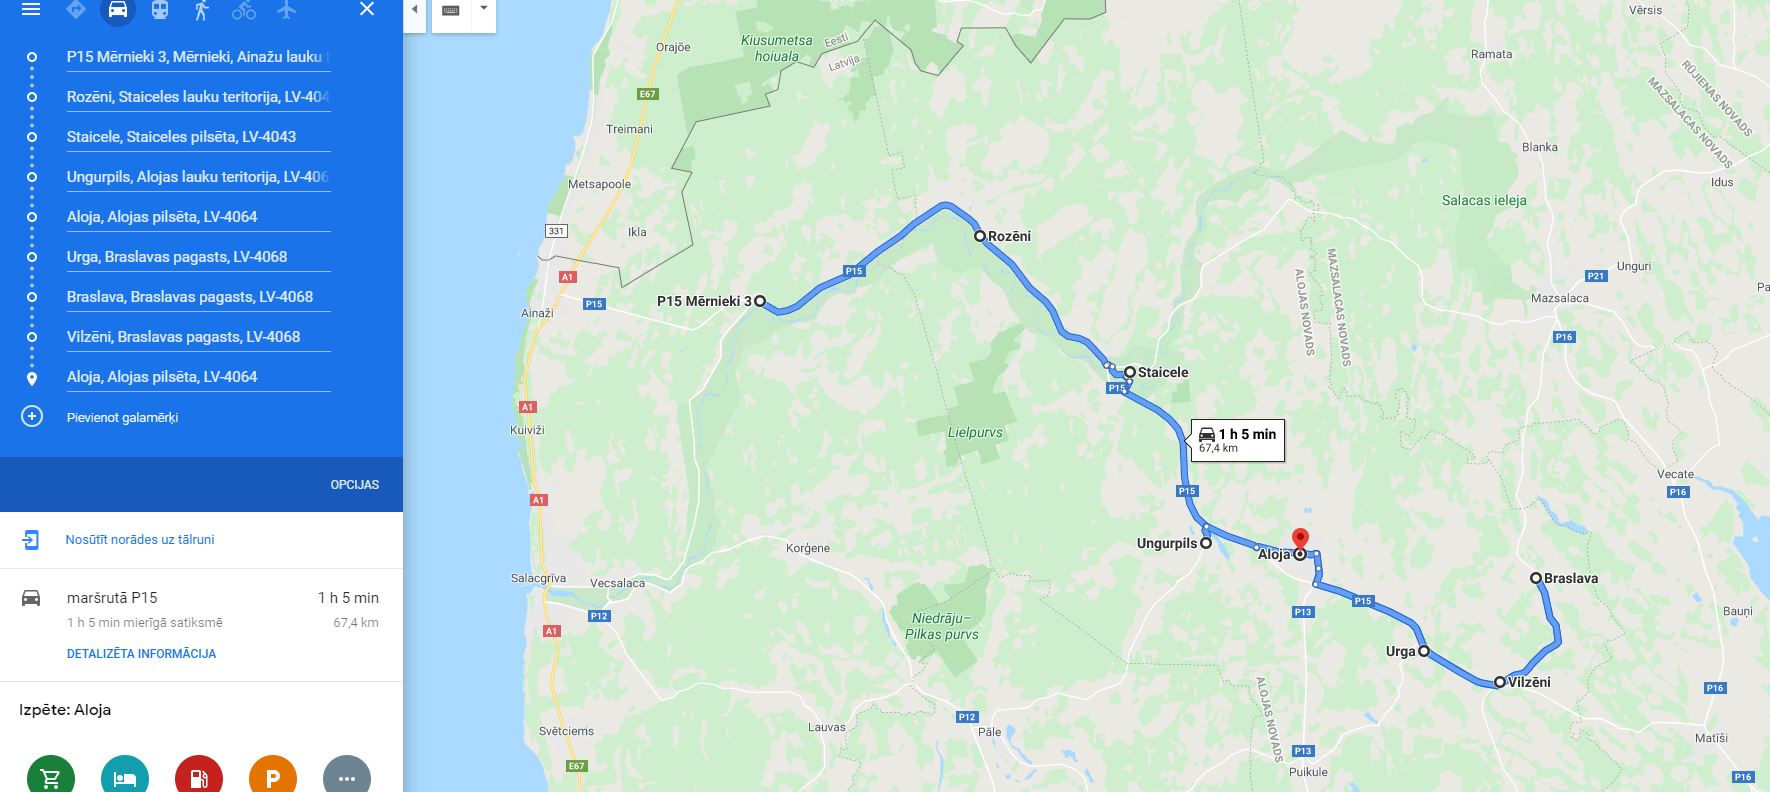 P15 Mērnieki 3, Mērnieki, Ainažu lauku
Rozēni, Staiceles lauku teritorija, LV-404
Staicele, Staiceles pilsēta, LV-4043
Ungurpils, Alojas lauku teritorija, LV-406
Aloja, Alojas pilsēta, LV-4064
Urga, Braslavas pagasts, LV-4068
Braslava, Braslavas pagasts, LV-4068
Vilzēni, Braslavas pagasts, LV-4068
Aloja, Alojas pilsēta, LV-4064
Pievienot galamērķi
OPCIJAS
Nosūtīt norādes uz tālruni
maršrutā P15 1 h 5 min
1 h 5 min mierīgā satiksmē 67,4 km
DETALIZĒTA INFORMĀCIJA
Izpēte: Aloja
P
Vērsis
Orajõe
Kiusumetsa
hoiuala
Eesti
Latvija
Ramata
RŪJIENAS NOVADS
MAZSALACAS NOVADS
E67
Treimani
Blanka
Metsapoole
Idus
Salacas ieleja
331
Ikla
Rozēni
A1
P15
Unguri
P21
ALOJAS NOVADS
MAZSALACAS NOVADS
P15 Mērnieki 3
P15
Ainaži
Mazsalaca
Pa
P16
Staicele
P15
A1
Kuiviži
Lielpurvs
1 h 5 min
67,4 km
Vecate
P16
P15
A1
Ungurpils
Korģene
Aloja
Salacgrīva
Vecsalaca
Braslava
P15
P12
P13
Bauņi
Niedrāju–
Pilkas purvs
A1
Urga
Vilzēni
P16
ALOJAS NOVADS
P12
Svētciems
Lauvas
Pāle
Matīši
P13
E67
Puikule
P16